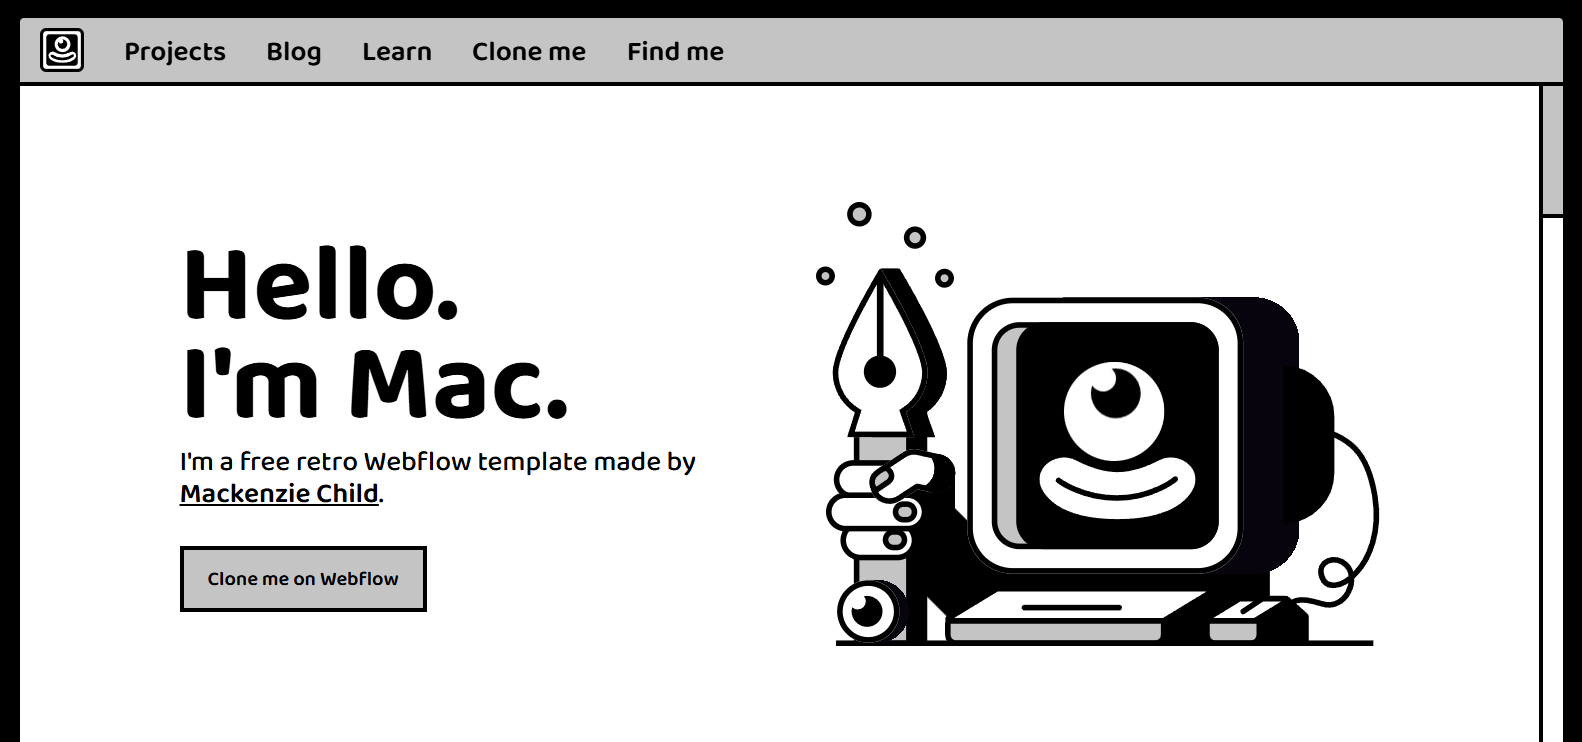 Projects Blog Learn Clone me Find me
Hello.
I'm Mac.
I'm a free retro Webflow template made by
Mackenzie Child.
Clone me on Webflow